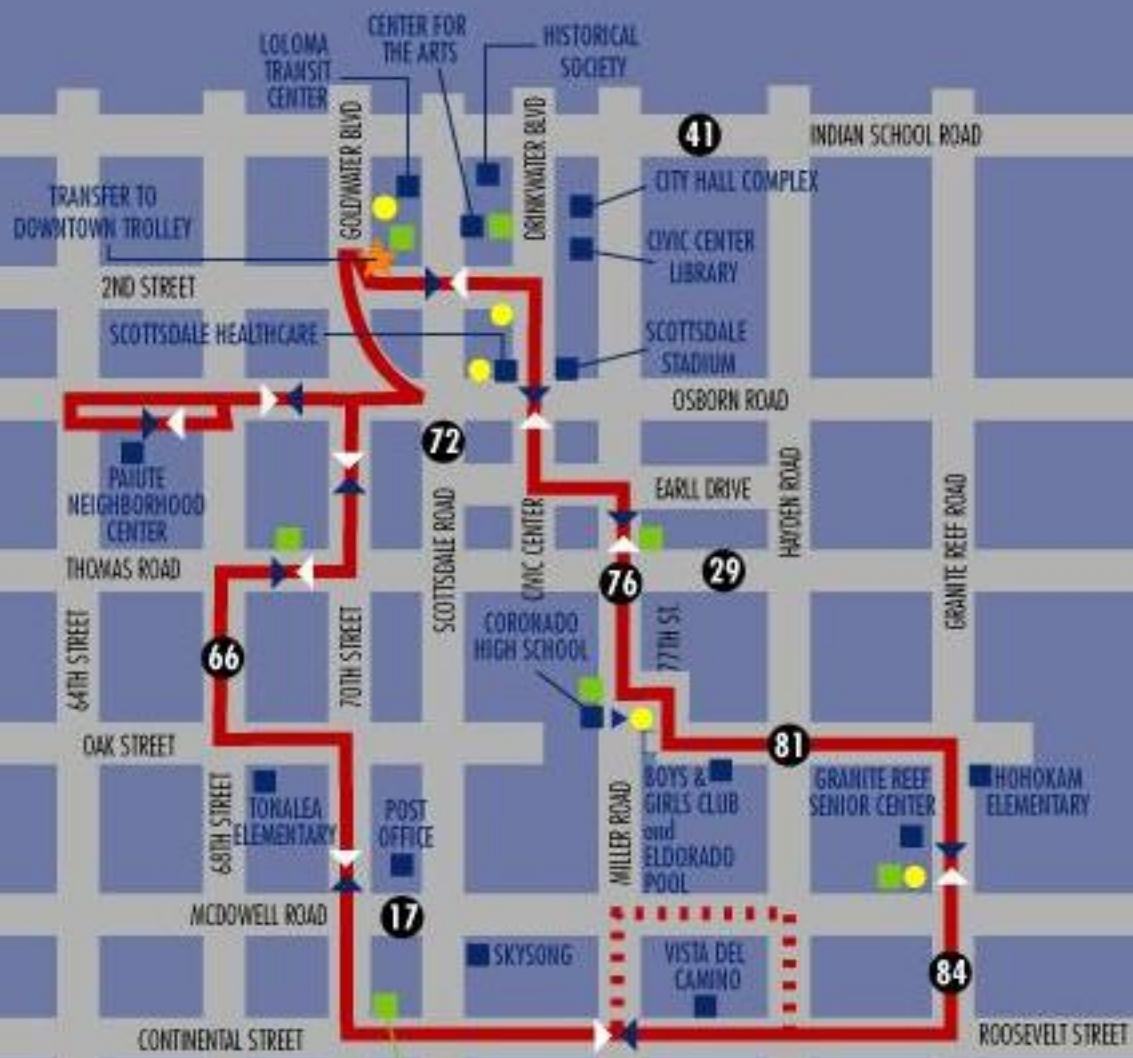 CENTER FOR
THE ARTS
HISTORICAL
SOCIETY
LOLOMA
TRANSIT
CENTER
GOLDWATER BLVD
DRINKWATER BLVD
41
INDIAN SCHOOL ROAD
TRANSFER TO
DOWNTOWN TROLLEY
CITY HALL COMPLEX
CIVIC CENTER
LIBRARY
2ND STREET
SCOTTSDALE HEALTHCARE
SCOTTSDALE
STADIUM
OSBORN ROAD
72
PAIUTE
NEIGHBORHOOD
CENTER
SCOTTSDALE ROAD
CIVIC CENTER
EARLL DRIVE
HAYDEN ROAD
GRANITE REEF ROAD
THOMAS ROAD
76
29
64TH STREET
66
70TH STREET
CORONADO
HIGH SCHOOL
77TH ST.
OAK STREET
81
68TH STREET
TONALEA
ELEMENTARY
POST
OFFICE
MILLER ROAD
BOYS &
GIRLS CLUB
and
ELDORADO
POOL
GRANITE REEF
SENIOR CENTER
HOHOKAM
ELEMENTARY
MCDOWELL ROAD
17
SKYSONG
VISTA DEL
CAMINO
84
CONTINENTAL STREET
ROOSEVELT STREET